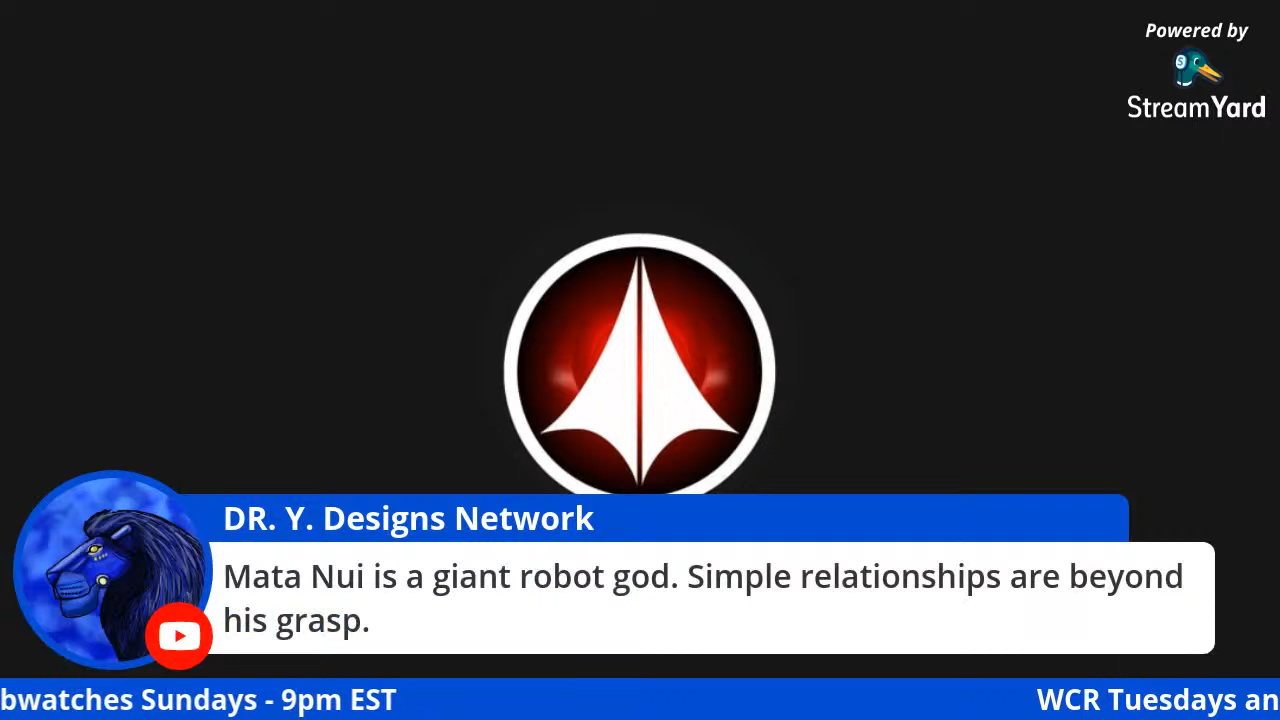 Powered by
StreamYard
DR. Y. Designs Network
Mata Nui is a giant robot god. Simple relationships are beyond
his grasp.
bwatches Sundays - 9pm EST
WCR Tuesdays an